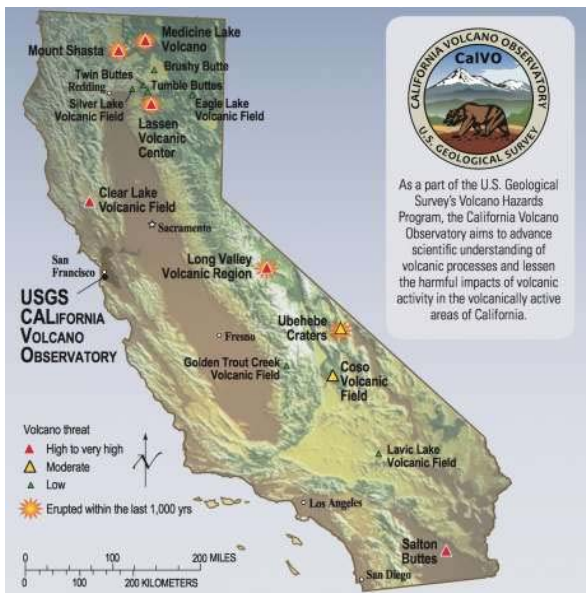 Medicine Lake
Volcano
Mount Shasta
Brushy Butte
Twin Buttes
Redding
Tumble Buttes
Silver Lake
Volcanic Field
Eagle Lake
Volcanic Field
Lassen
Volcanic
Center
Clear Lake
Volcanic Field
Sacramento
San
Francisco
Long Valley
Volcanic Region
USGS
CALifornia
Volcano
Observatory
Ubehebe
Craters
Fresno
Golden Trout Creek
Volcanic Field
Coso
Volcanic
Field
Lavic Lake
Volcanic Field
Los Angeles
Salton
Buttes
San Diego
Volcano threat
High to very high
Moderate
Low
Erupted within the last 1,000 yrs
N
0 100 200 MILES
0 100 200 KILOMETERS
CALIFORNIA VOLCANO OBSERVATORY
CalVO
U.S. GEOLOGICAL SURVEY
As a part of the U.S. Geological
Survey's Volcano Hazards
Program, the California Volcano
Observatory aims to advance
scientific understanding of
volcanic processes and lessen
the harmful impacts of volcanic
activity in the volcanically active
areas of California.